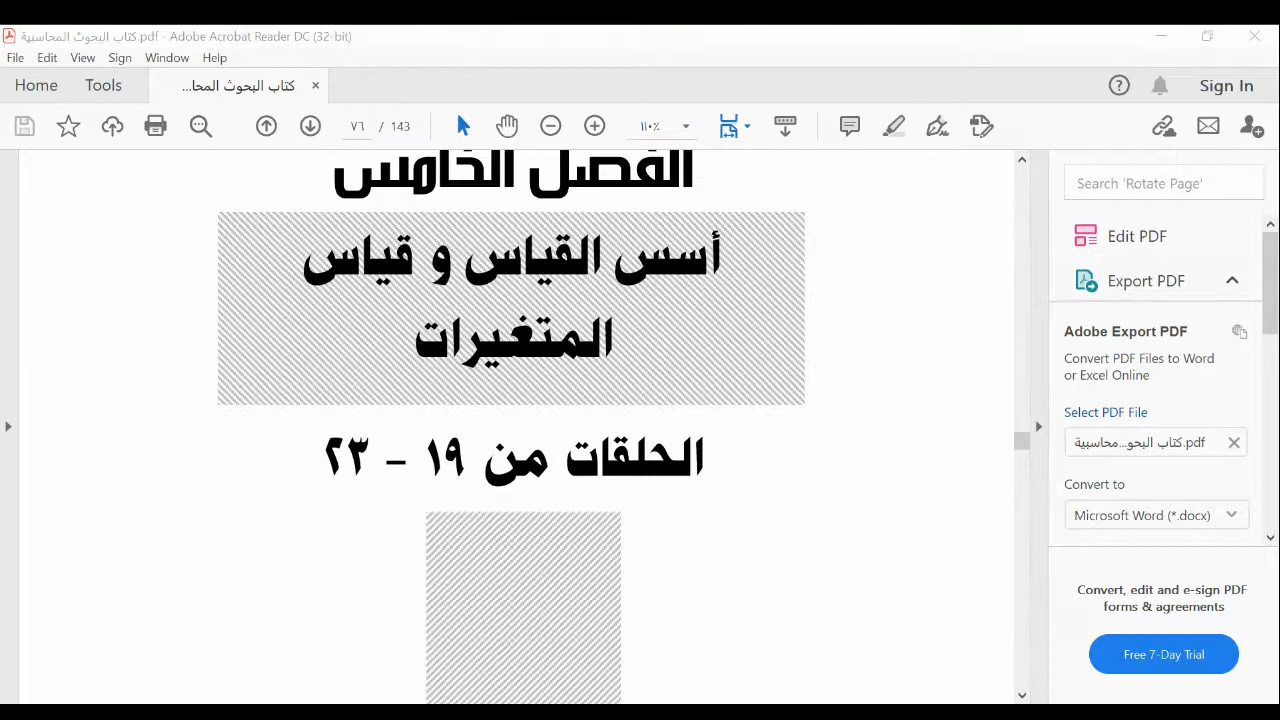 كتاب البحوث المحاسبية.pdf - Adobe Acrobat Reader DC (32-bit)
File Edit View Sign Window Help
Home Tools كتاب البحوث المحا... × Sign In
٧٦ / 143 ١١٠٪
الفصل الخامس
أسس القياس و قياس
المتغيرات
الحلقات من ١٩ – ٢٣
Search 'Rotate Page'
Edit PDF
Export PDF
Adobe Export PDF
Convert PDF Files to Word
or Excel Online
Select PDF File
كتاب البحو...محاسبية.pdf
Convert to
Microsoft Word (*.docx)
Convert, edit and e-sign PDF
forms & agreements
Free 7-Day Trial